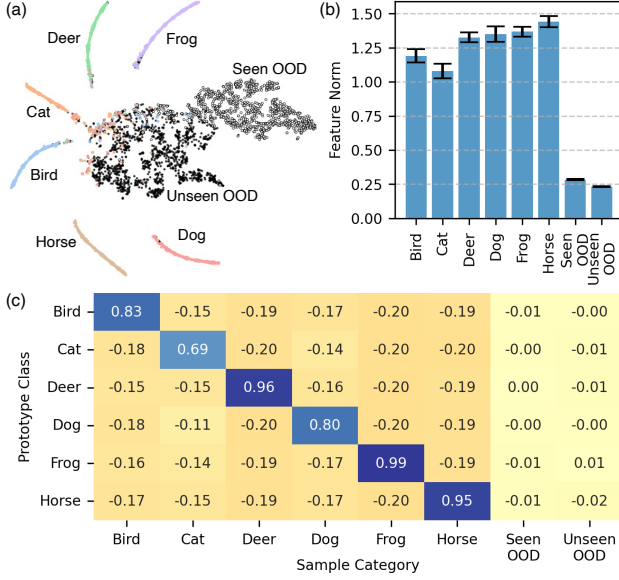 (a)
Deer
Frog
Seen OOD
Cat
Bird
Unseen OOD
Horse
Dog
(b)
Feature Norm
1.50
1.25
1.00
0.75
0.50
0.25
0.00
Bird
Cat
Deer
Dog
Frog
Horse
Seen
OOD
Unseen
OOD
(c)
Prototype Class
Bird 0.83 -0.15 -0.19 -0.17 -0.20 -0.19 -0.01 -0.00
Cat -0.18 0.69 -0.20 -0.14 -0.20 -0.20 -0.00 -0.01
Deer -0.15 -0.15 0.96 -0.16 -0.20 -0.19 0.00 -0.01
Dog -0.18 -0.11 -0.20 0.80 -0.20 -0.19 -0.00 -0.00
Frog -0.16 -0.14 -0.19 -0.17 0.99 -0.19 -0.01 0.01
Horse -0.17 -0.15 -0.19 -0.17 -0.20 0.95 -0.01 -0.02
Bird Cat Deer Dog Frog Horse Seen Unseen
OOD OOD
Sample Category